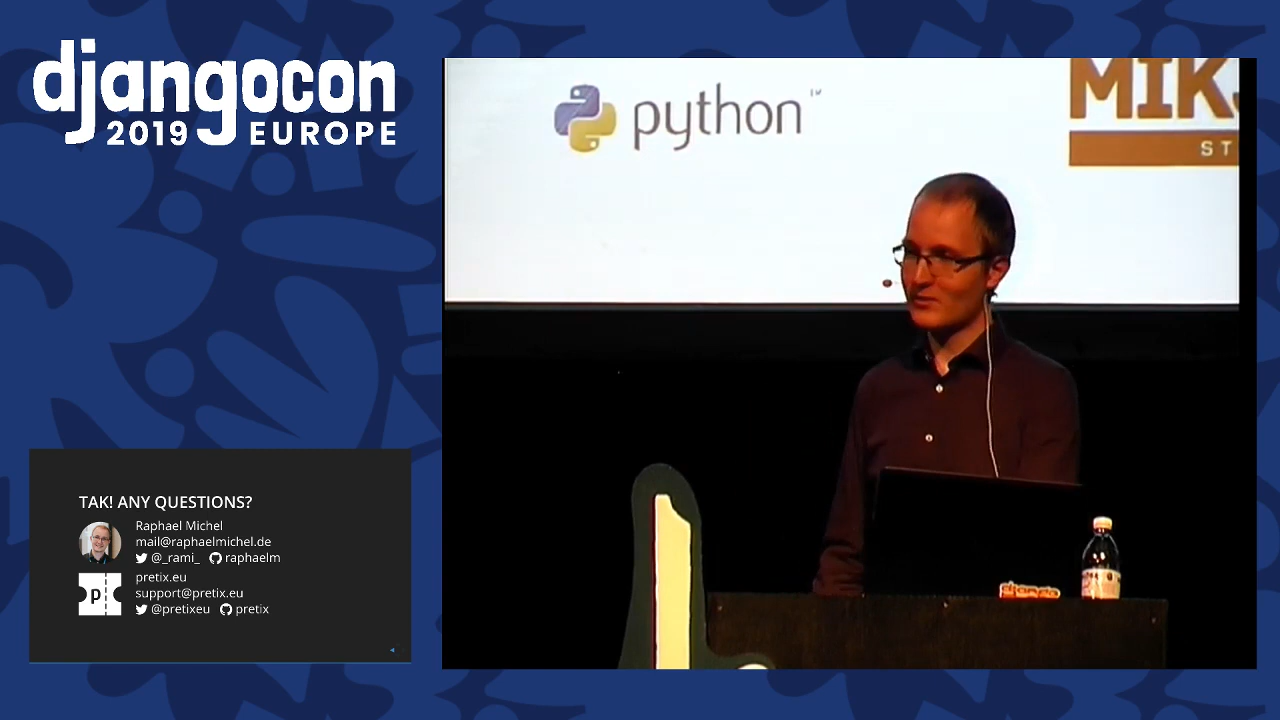 djangocon
2019 EUROPE
python
MIK
ST
TAK! ANY QUESTIONS?
Raphael Michel
mail@raphaelmichel.de
@_rami_ raphaelm
pretix.eu
support@pretix.eu
@pretixeu pretix
p
django